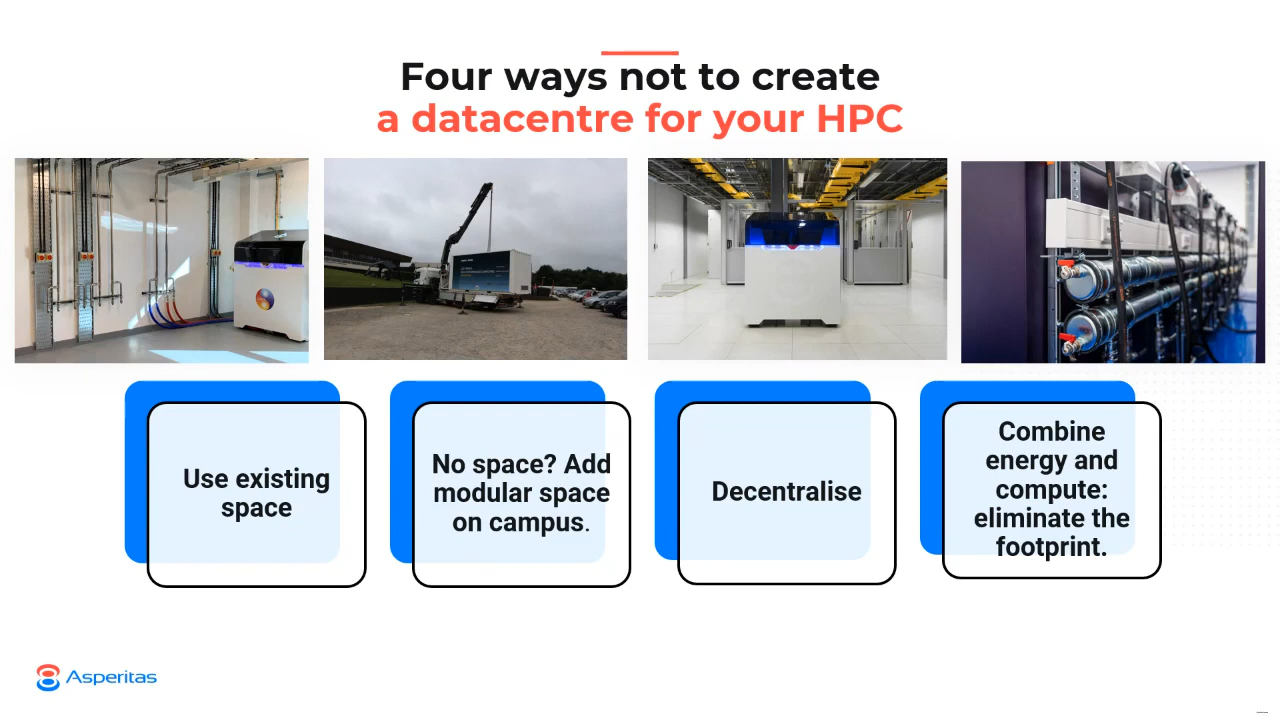 Four ways not to create
a datacentre for your HPC
Use existing
space
No space? Add
modular space
on campus.
Decentralise
Combine
energy and
compute:
eliminate the
footprint.
Asperitas